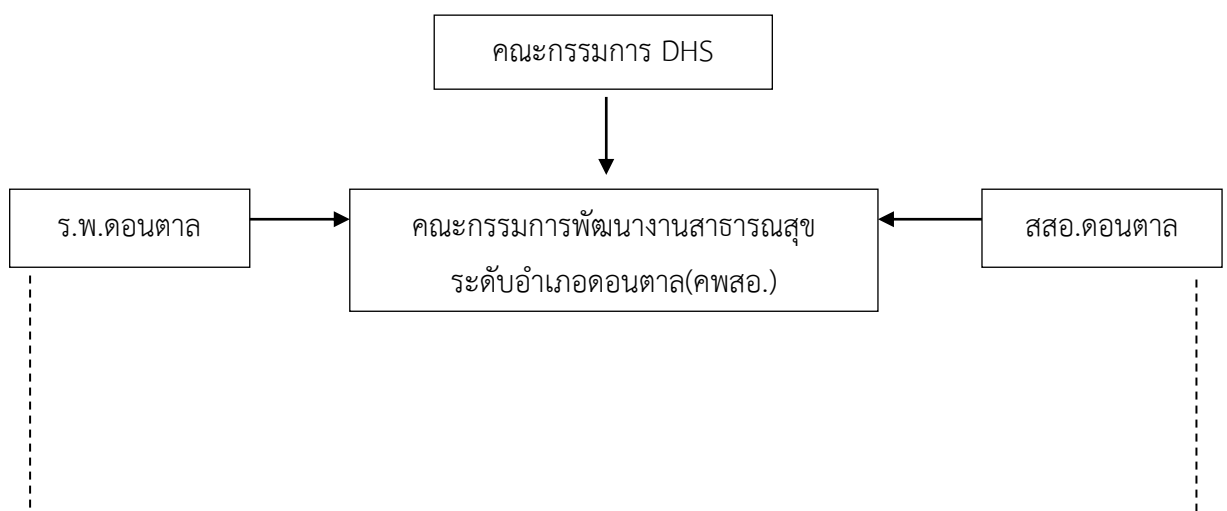 คณะกรรมการ DHS
ร.พ.ดอนตาล
คณะกรรมการพัฒนางานสาธารณสุข
ระดับอำเภอดอนตาล(คพสอ.)
สสอ.ดอนตาล